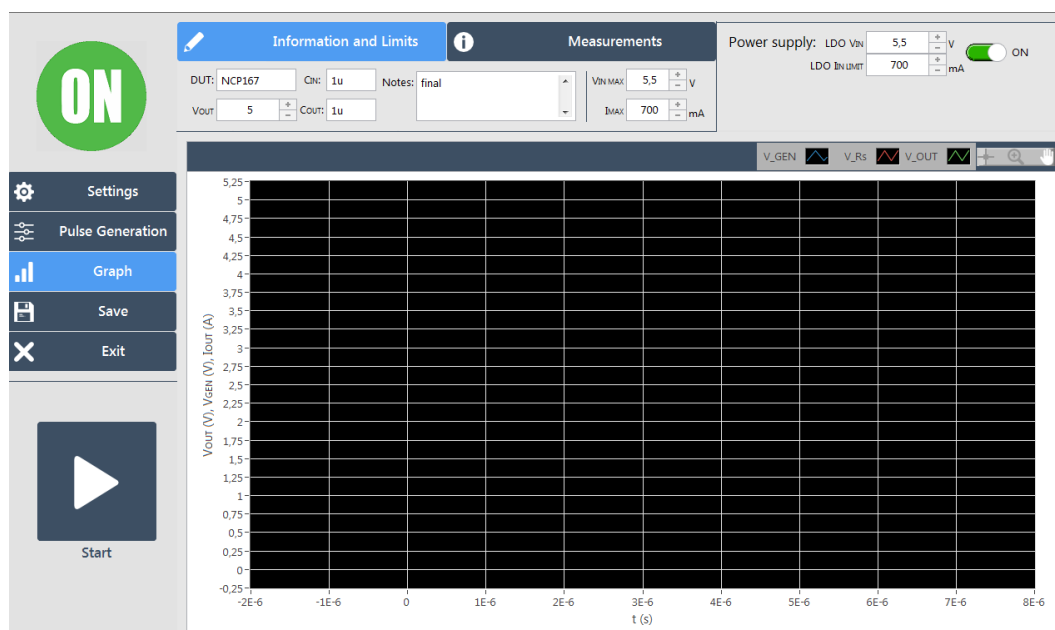 ON
Information and Limits
Measurements
Power supply: LDO VIN 5,5 V
ON
LDO IIN LIMIT 700 mA
DUT: NCP167 CIN: 1u Notes: final VIN MAX 5,5 V
VOUT 5 COUT: 1u IMAX 700 mA
V_GEN V_Rs V_OUT
Settings
Pulse Generation
Graph
Save
Exit
Start
VOUT (V), VGEN (V), IOUT (A)
5,25
5
4,75
4,5
4,25
4
3,75
3,5
3,25
3
2,75
2,5
2,25
2
1,75
1,5
1,25
1
0,75
0,5
0,25
0
-0,25
-2E-6 -1E-6 0 1E-6 2E-6 3E-6 4E-6 5E-6 6E-6 7E-6 8E-6
t (s)